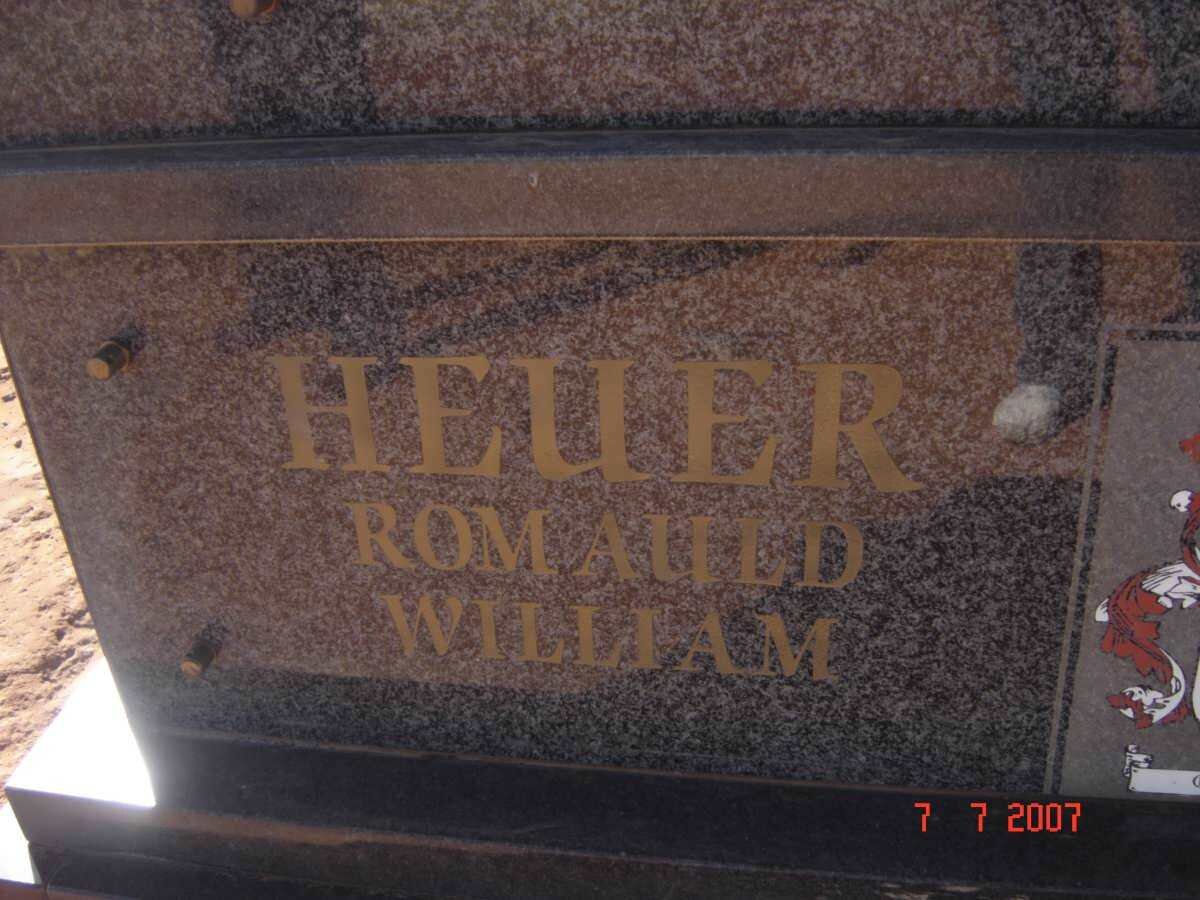 HEUER
ROMAULD
WILLIAM
7 7 2007